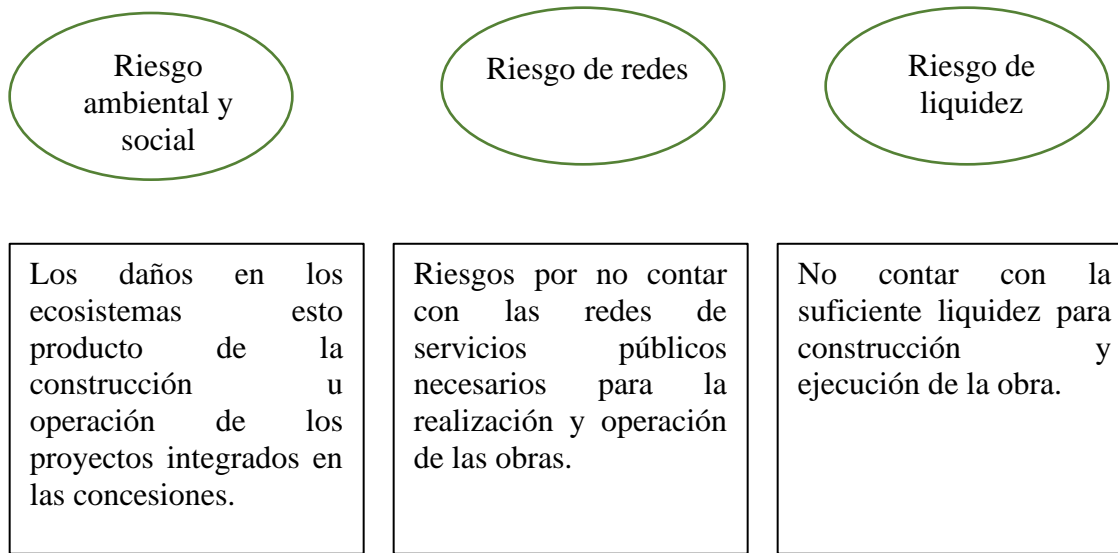 Riesgo
ambiental y
social
Riesgo de redes
Riesgo de
liquidez
Los daños en los
ecosistemas esto
producto de la
construcción u
operación de los
proyectos integrados en
las concesiones.
Riesgos por no contar
con las redes de
servicios públicos
necesarios para la
realización y operación
de las obras.
No contar con la
suficiente liquidez para
construcción y
ejecución de la obra.